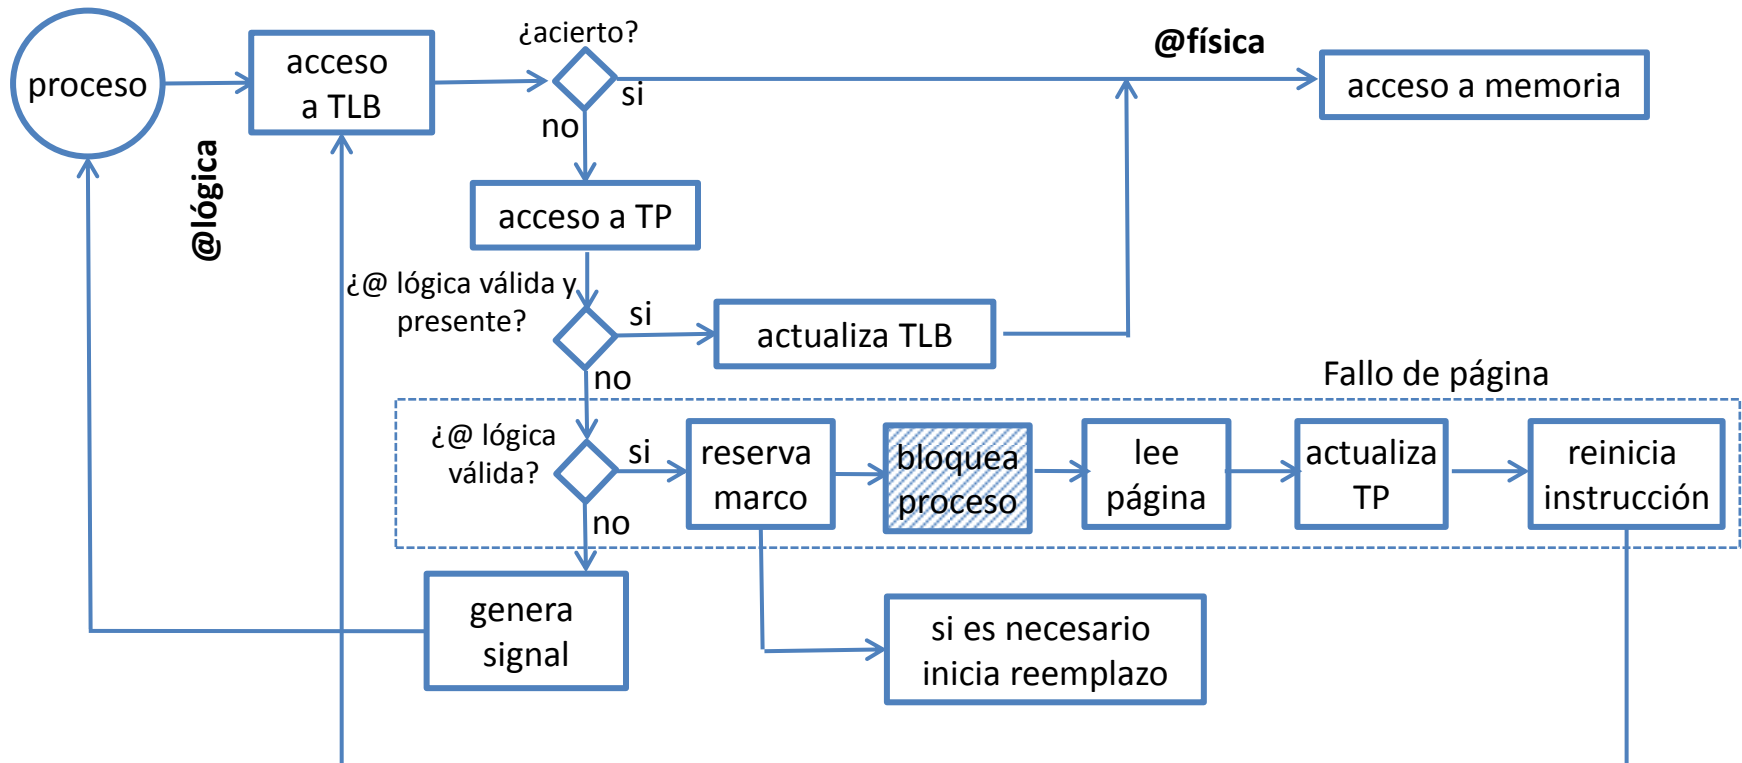 proceso
acceso
a TLB
¿acierto?
si
no
@física
acceso a memoria
@lógica
acceso a TP
¿@ lógica válida y
presente?
si
no
actualiza TLB
Fallo de página
¿@ lógica
válida?
si
no
reserva
marco
bloquea
proceso
lee
página
actualiza
TP
reinicia
instrucción
genera
signal
si es necesario
inicia reemplazo